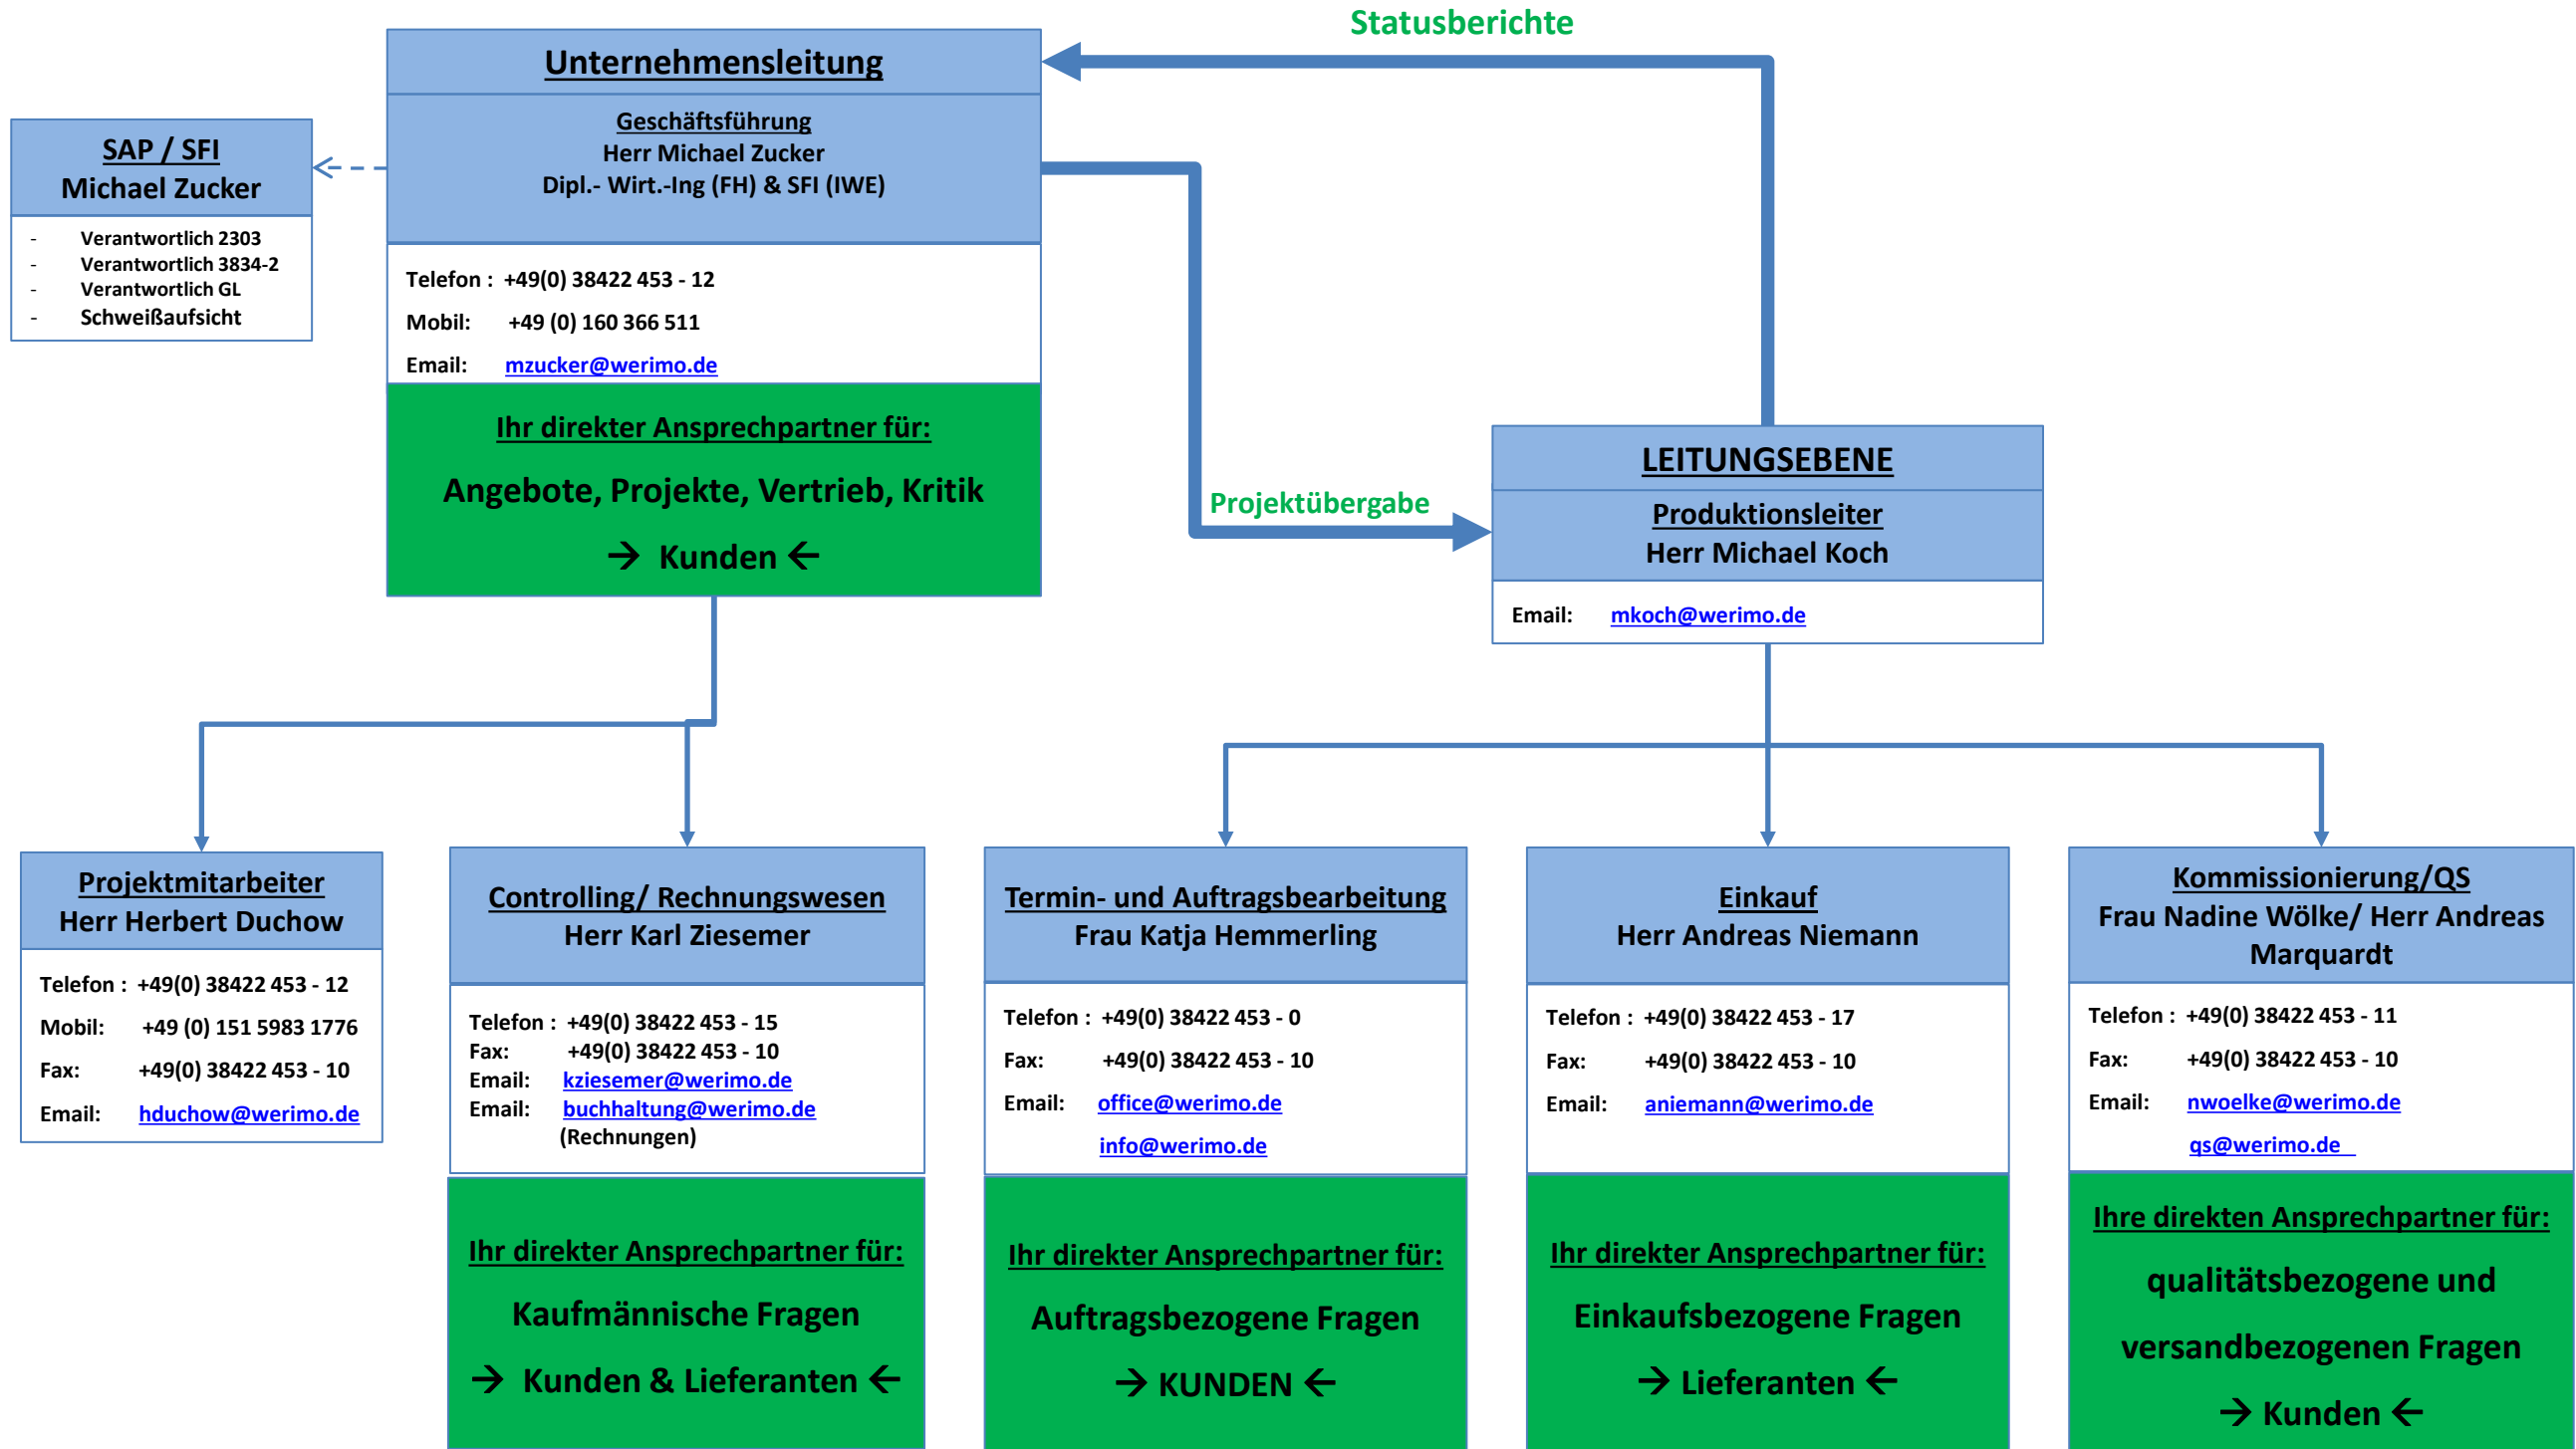 Statusberichte
Unternehmensleitung
Geschäftsführung
Herr Michael Zucker
Dipl.- Wirt.-Ing (FH) & SFI (IWE)
Telefon : +49(0) 38422 453 - 12
Mobil: +49 (0) 160 366 511
Email: mzucker@werimo.de
Ihr direkter Ansprechpartner für:
Angebote, Projekte, Vertrieb, Kritik
→ Kunden ←
SAP / SFI
Michael Zucker
- Verantwortlich 2303
- Verantwortlich 3834-2
- Verantwortlich GL
- Schweißaufsicht
Projektübergabe
LEITUNGSEBENE
Produktionsleiter
Herr Michael Koch
Email: mkoch@werimo.de
Projektmitarbeiter
Herr Herbert Duchow
Telefon : +49(0) 38422 453 - 12
Mobil: +49 (0) 151 5983 1776
Fax: +49(0) 38422 453 - 10
Email: hduchow@werimo.de
Controlling/ Rechnungswesen
Herr Karl Ziesemer
Telefon : +49(0) 38422 453 - 15
Fax: +49(0) 38422 453 - 10
Email: kziesemer@werimo.de
Email: buchhaltung@werimo.de
(Rechnungen)
Ihr direkter Ansprechpartner für:
Kaufmännische Fragen
→ Kunden & Lieferanten ←
Termin- und Auftragsbearbeitung
Frau Katja Hemmerling
Telefon : +49(0) 38422 453 - 0
Fax: +49(0) 38422 453 - 10
Email: office@werimo.de
info@werimo.de
Ihr direkter Ansprechpartner für:
Auftragsbezogene Fragen
→ KUNDEN ←
Einkauf
Herr Andreas Niemann
Telefon : +49(0) 38422 453 - 17
Fax: +49(0) 38422 453 - 10
Email: aniemann@werimo.de
Ihr direkter Ansprechpartner für:
Einkaufsbezogene Fragen
→ Lieferanten ←
Kommissionierung/QS
Frau Nadine Wölke/ Herr Andreas
Marquardt
Telefon : +49(0) 38422 453 - 11
Fax: +49(0) 38422 453 - 10
Email: nwoelke@werimo.de
qs@werimo.de
Ihre direkten Ansprechpartner für:
qualitätsbezogene und
versandbezogenen Fragen
→ Kunden ←